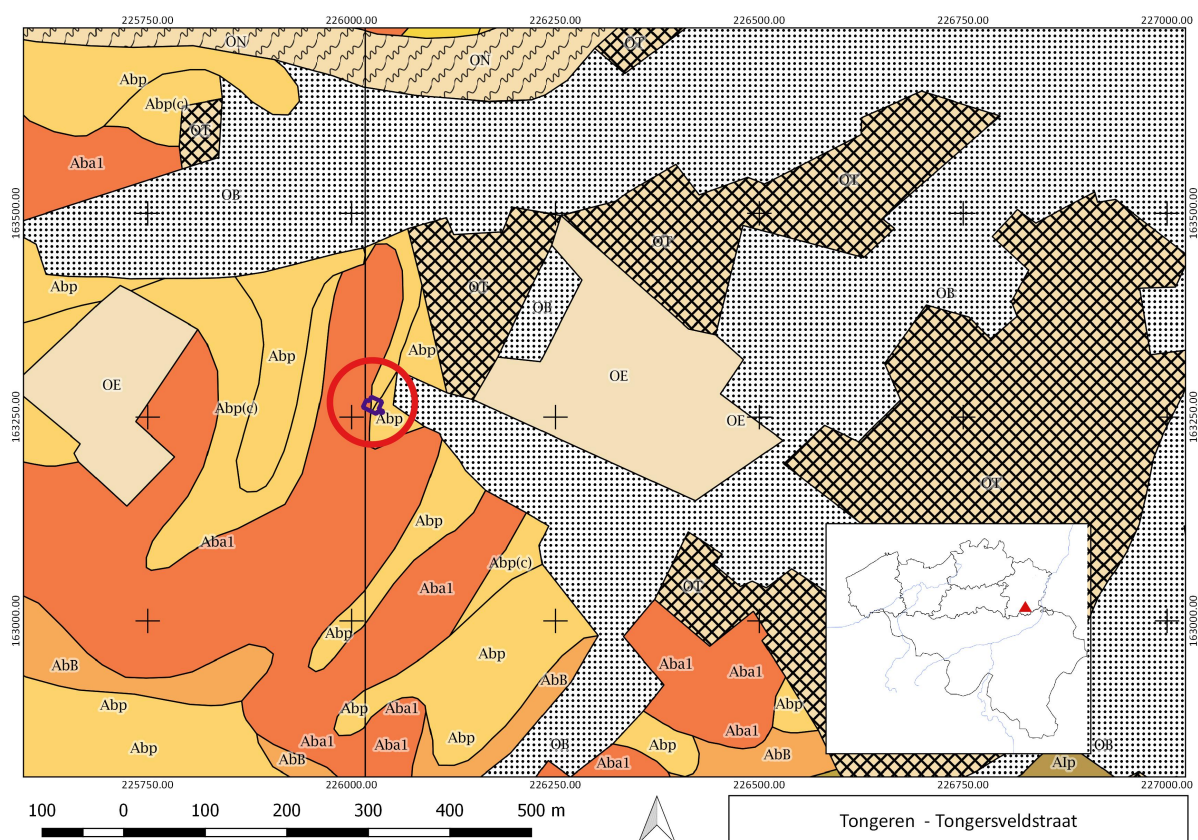 225750.00 226000.00 226250.00 226500.00 226750.00 227000.00
ON OT
ON
Abp
Abp(c)
OT
Aba1
OT
OB
163500.00 163500.00
OT
Abp OT OB
OB
Abp Abp
OE OE
Abp(c) Abp OE
163250.00 163250.00
OT
Abp
Aba1 Abp(c)
Aba1 OT
163000.00 163000.00
Abp
Abp
AbB Aba1 Aba1
AbB
Abp Abp Aba1 Abp
Aba1
Abp Aba1 Aba1 Abp OB Abp OB
AbB AbB
Aba1 AIp
225750.00 226000.00 226250.00 226500.00 226750.00 227000.00
100 0 100 200 300 400 500 m
Tongeren - Tongersveldstraat